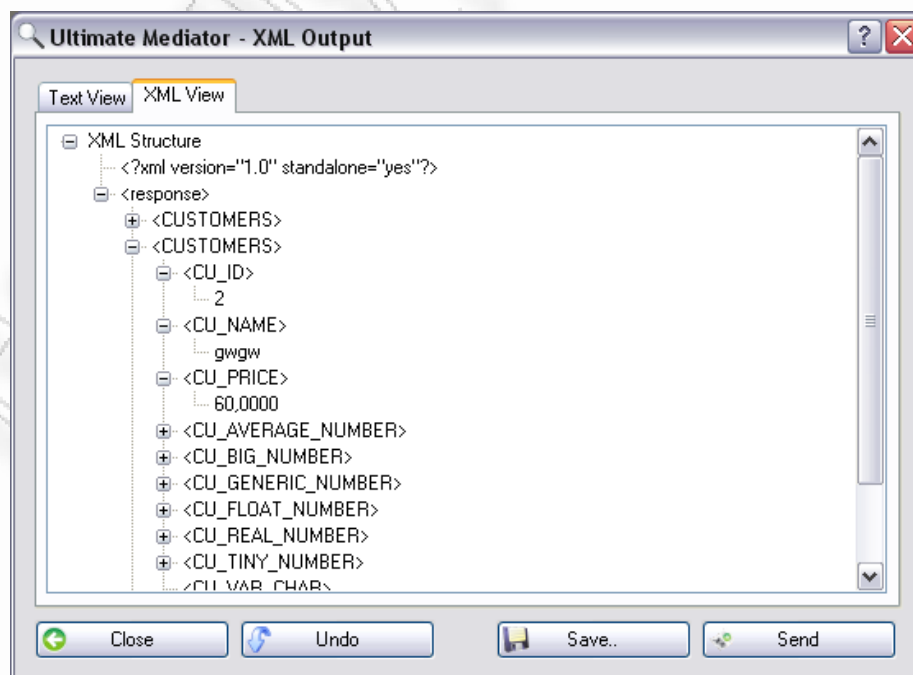 Ultimate Mediator - XML Output
Text View XML View
XML Structure
<?xml version="1.0" standalone="yes"?>
<response>
<CUSTOMERS>
<CUSTOMERS>
<CU_ID>
2
<CU_NAME>
gwgw
<CU_PRICE>
60,0000
<CU_AVERAGE_NUMBER>
<CU_BIG_NUMBER>
<CU_GENERIC_NUMBER>
<CU_FLOAT_NUMBER>
<CU_REAL_NUMBER>
<CU_TINY_NUMBER>
<CU_VAR_CHAR>
Close Undo Save.. Send